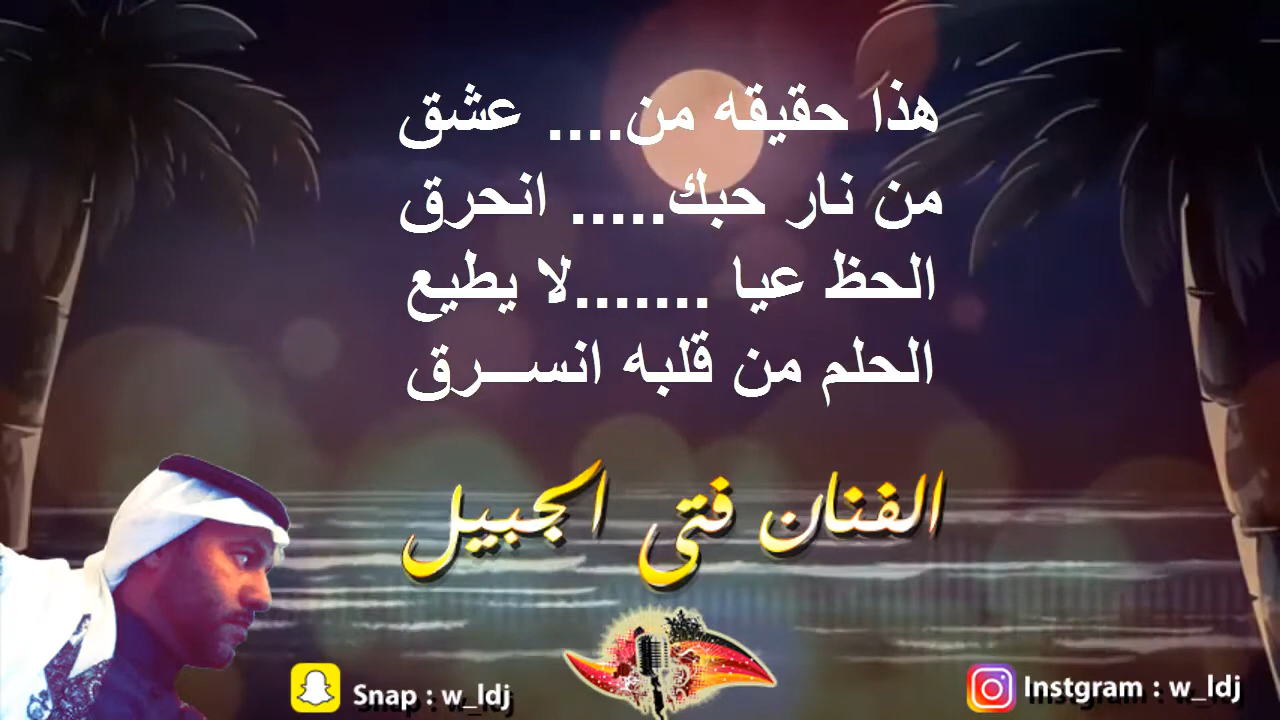 هذا حقيقه من.... عشق
من نار حبك..... انحرق
الحظ عيا .......لا يطيع
الحلم من قلبه انســرق
الفنان فتى الجبيل
Snap : w_ldj
Instgram : w_ldj